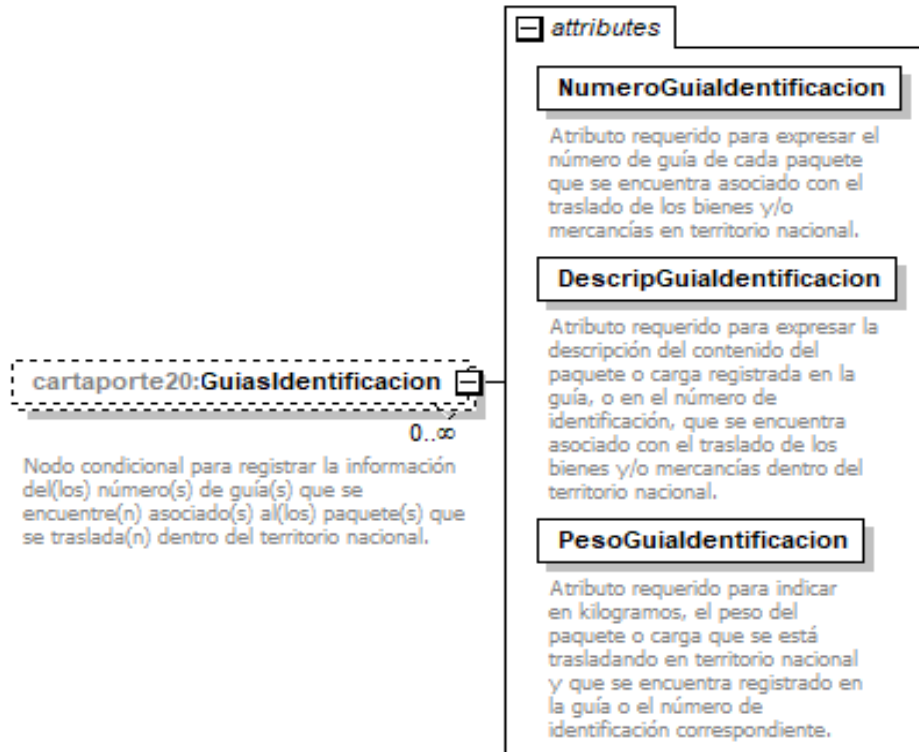 attributes
NumeroGuiaIdentificacion
Atributo requerido para expresar el
número de guía de cada paquete
que se encuentra asociado con el
traslado de los bienes y/o
mercancías en territorio nacional.
DescripGuiaIdentificacion
Atributo requerido para expresar la
descripción del contenido del
paquete o carga registrada en la
guía, o en el número de
identificación, que se encuentra
asociado con el traslado de los
bienes y/o mercancías dentro del
territorio nacional.
cartaporte20:GuiasIdentificacion
0..∞
Nodo condicional para registrar la información
del(los) número(s) de guía(s) que se
encuentre(n) asociado(s) al(los) paquete(s) que
se traslada(n) dentro del territorio nacional.
PesoGuiaIdentificacion
Atributo requerido para indicar
en kilogramos, el peso del
paquete o carga que se está
trasladando en territorio nacional
y que se encuentra registrado en
la guía o el número de
identificación correspondiente.